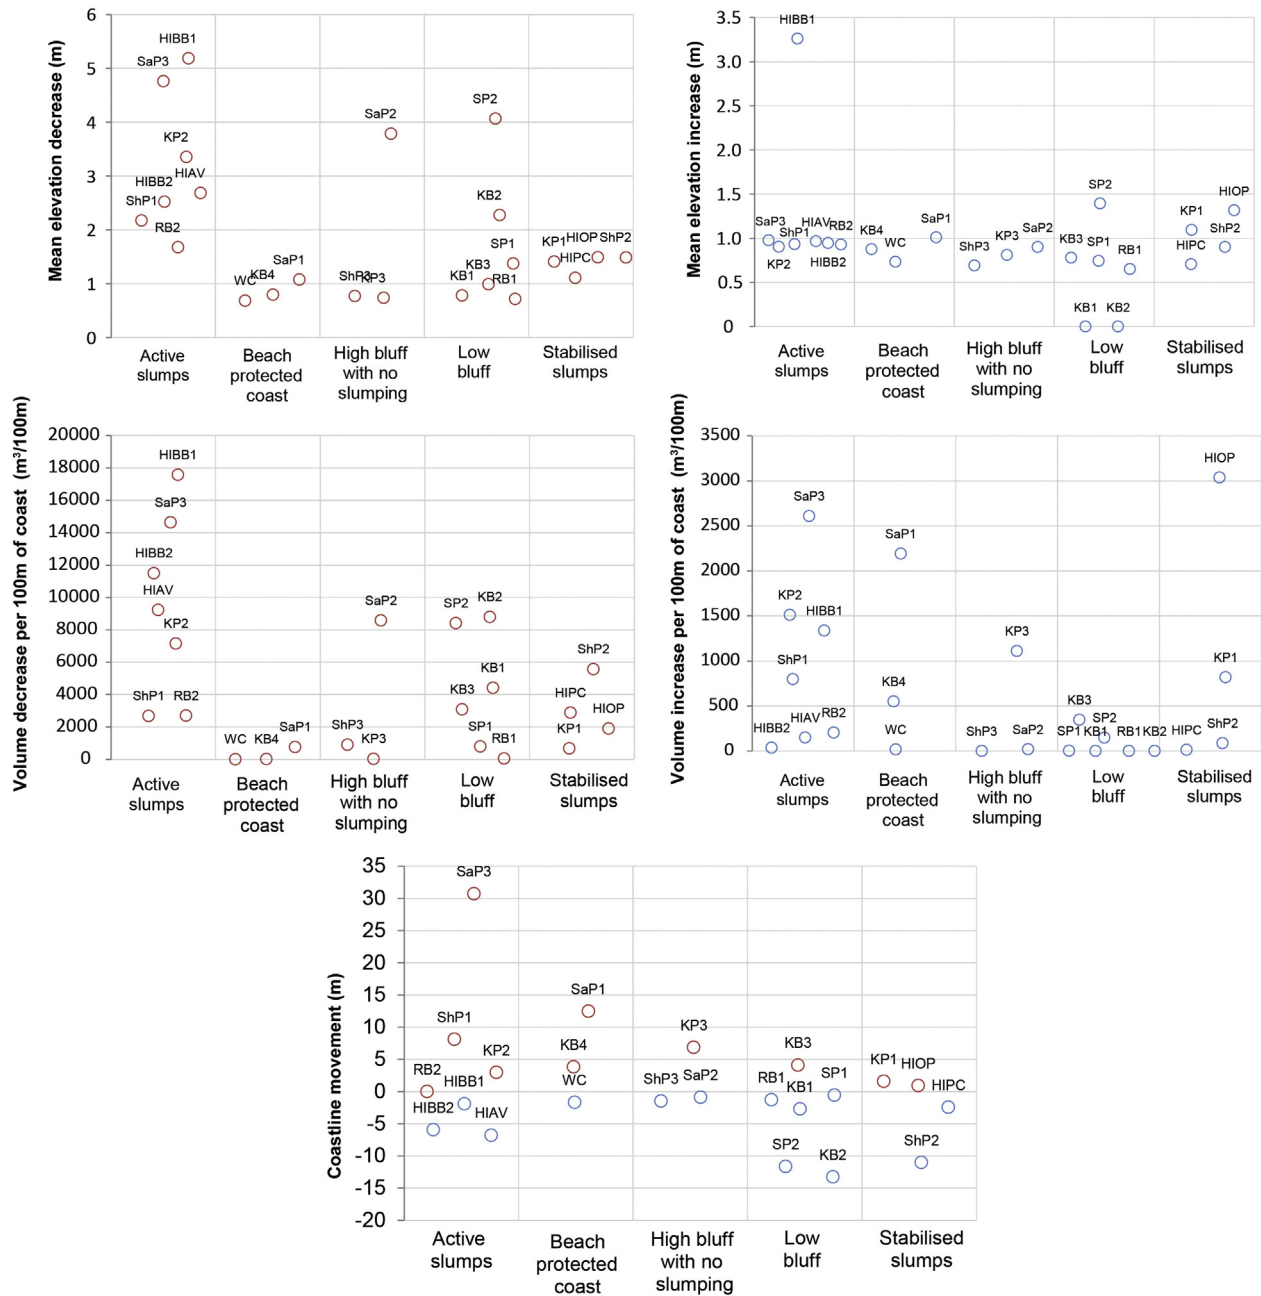 Mean elevation decrease (m)
6
5
4
3
2
1
0
HIBB1
SaP3
KP2
HIAV
HIBB2
ShP1
RB2
WC
KB4
SaP1
SaP2
ShP3
KP3
SP2
KB2
SP1
KB3
KB1
RB1
KP1
HIOP
ShP2
HIPC
Active
slumps
Beach
protected
coast
High bluff
with no
slumping
Low
bluff
Stabilised
slumps
Mean elevation increase (m)
3.5
3.0
2.5
2.0
1.5
1.0
0.5
0
HIBB1
SaP3
ShP1
HIAV
RB2
KP2
HIBB2
KB4
WC
SaP1
ShP3
KP3
SaP2
SP2
KB3
SP1
RB1
KB1
KB2
HIOP
KP1
ShP2
HIPC
Active
slumps
Beach
protected
coast
High bluff
with no
slumping
Low
bluff
Stabilised
slumps
Volume decrease per 100m of coast (m³/100m)
20000
18000
16000
14000
12000
10000
8000
6000
4000
2000
0
HIBB1
SaP3
HIBB2
HIAV
KP2
ShP1
RB2
WC
KB4
SaP1
SaP2
ShP3
KP3
SP2
KB2
KB1
KB3
SP1
RB1
ShP2
HIPC
HIOP
KP1
Active
slumps
Beach
protected
coast
High bluff
with no
slumping
Low
bluff
Stabilised
slumps
Volume increase per 100m of coast (m³/100m)
3500
3000
2500
2000
1500
1000
500
0
SaP3
KP2
HIBB1
ShP1
HIBB2
HIAV
RB2
SaP1
KB4
WC
KP3
ShP3
SaP2
KB3
SP2
SP1
KB1
RB1
KB2
HIOP
KP1
HIPC
ShP2
Active
slumps
Beach
protected
coast
High bluff
with no
slumping
Low
bluff
Stabilised
slumps
Coastline movement (m)
35
30
25
20
15
10
5
0
-5
-10
-15
-20
SaP3
ShP1
KP2
RB2
HIBB1
HIBB2
HIAV
SaP1
KB4
WC
KP3
ShP3
SaP2
KB3
RB1
KB1
SP1
SP2
KB2
KP1
HIOP
HIPC
ShP2
Active
slumps
Beach
protected
coast
High bluff
with no
slumping
Low
bluff
Stabilised
slumps